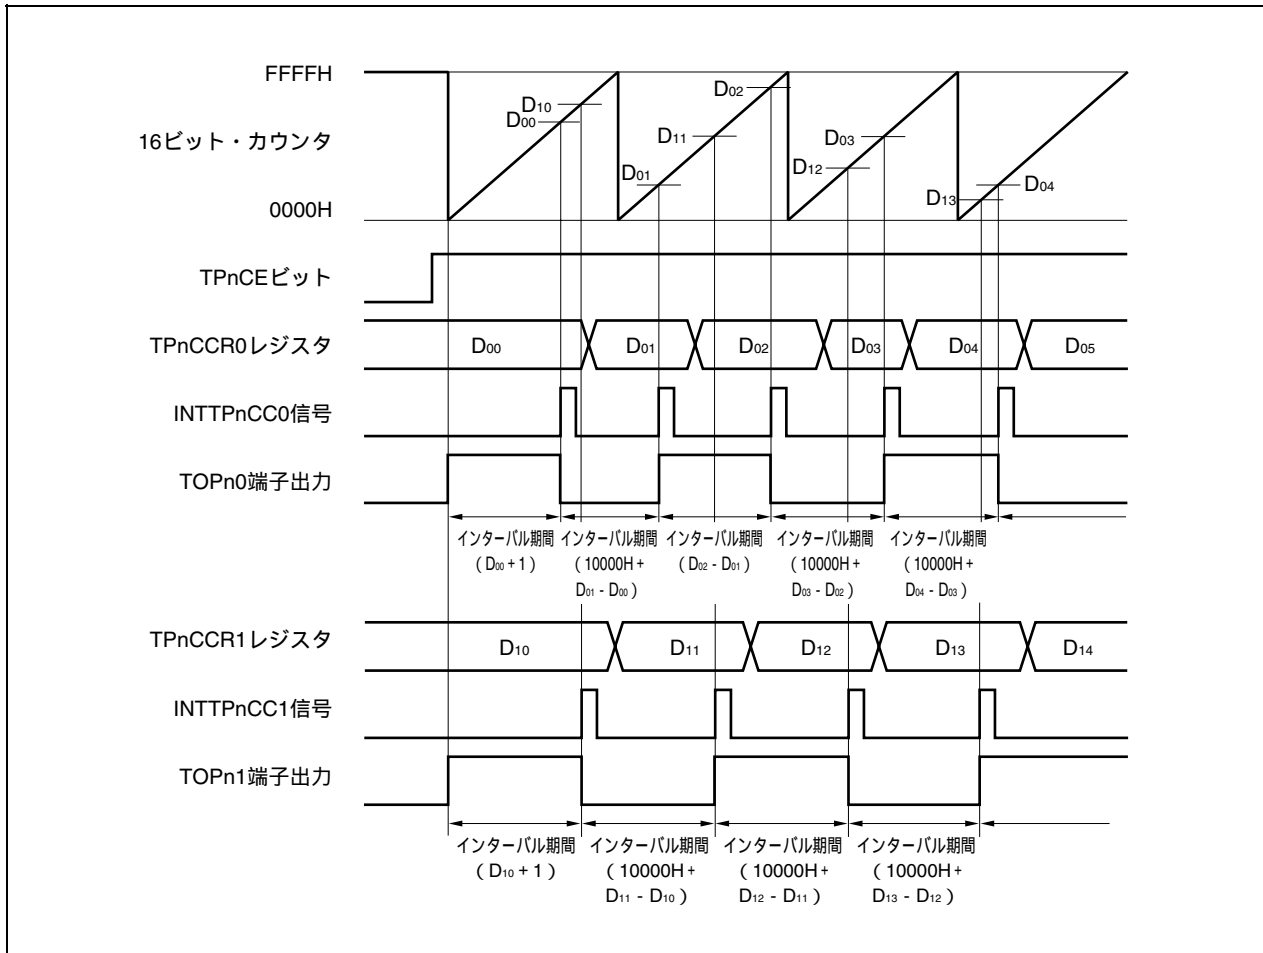 FFFFH
D10
D00
D02
16ビット・カウンタ
D11
D03
D01
D12
D13
D04
0000H
TPnCEビット
TPnCCR0レジスタ
D00
D01
D02
D03
D04
D05
INTTPnCC0信号
TOPn0端子出力
インターバル期間
（D00 + 1）
インターバル期間
（10000H +
D01 - D00）
インターバル期間
（D02 - D01）
インターバル期間
（10000H +
D03 - D02）
インターバル期間
（10000H +
D04 - D03）
TPnCCR1レジスタ
D10
D11
D12
D13
D14
INTTPnCC1信号
TOPn1端子出力
インターバル期間
（D10 + 1）
インターバル期間
（10000H +
D11 - D10）
インターバル期間
（10000H +
D12 - D11）
インターバル期間
（10000H +
D13 - D12）